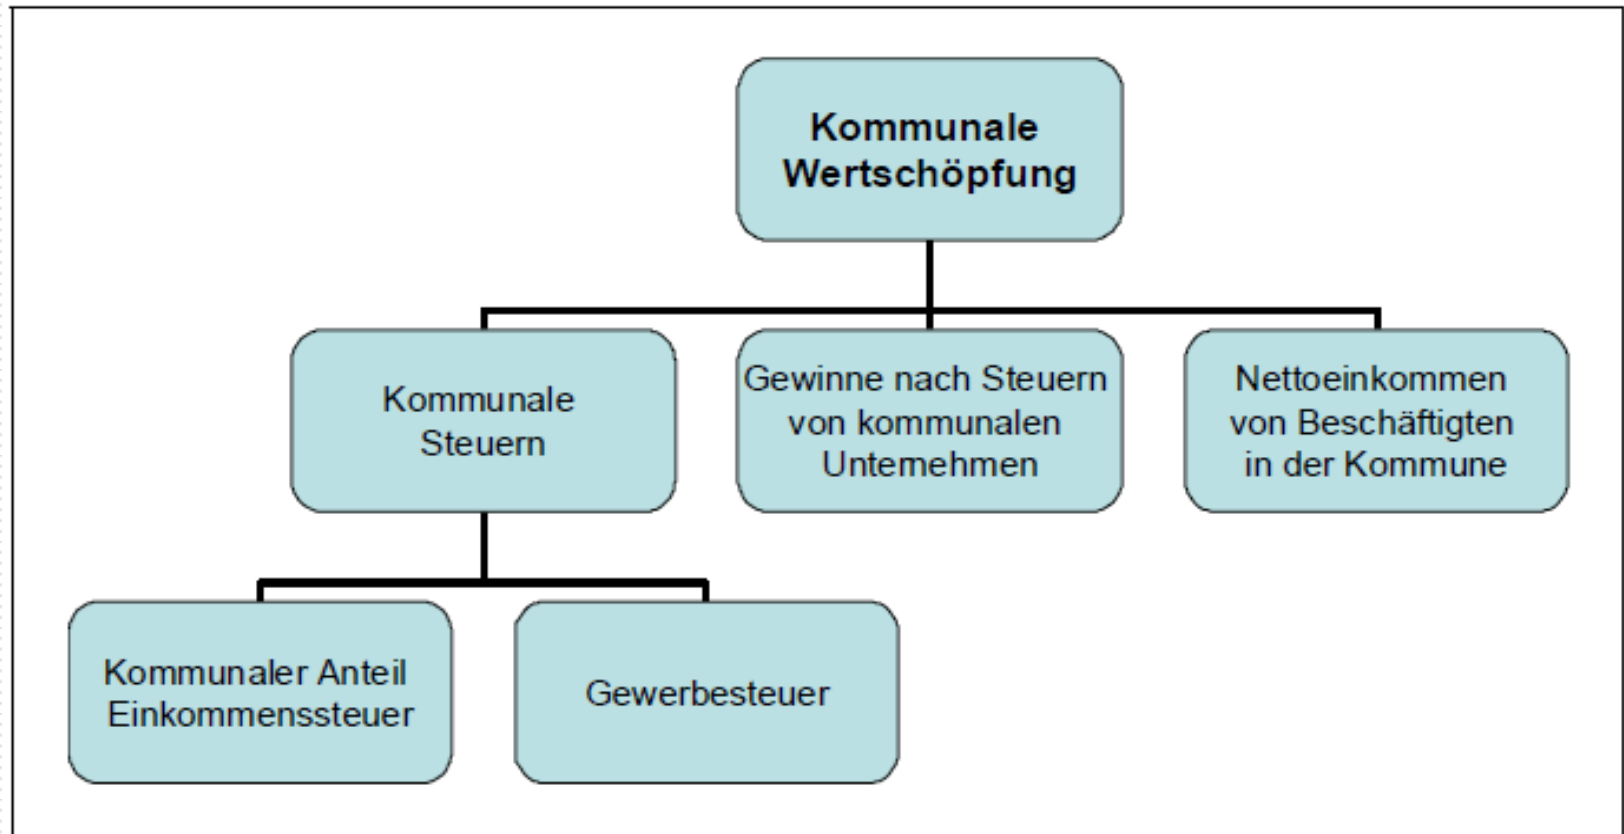 Kommunale
Wertschöpfung
Kommunale
Steuern
Gewinne nach Steuern
von kommunalen
Unternehmen
Nettoeinkommen
von Beschäftigten
in der Kommune
Kommunaler Anteil
Einkommenssteuer
Gewerbesteuer